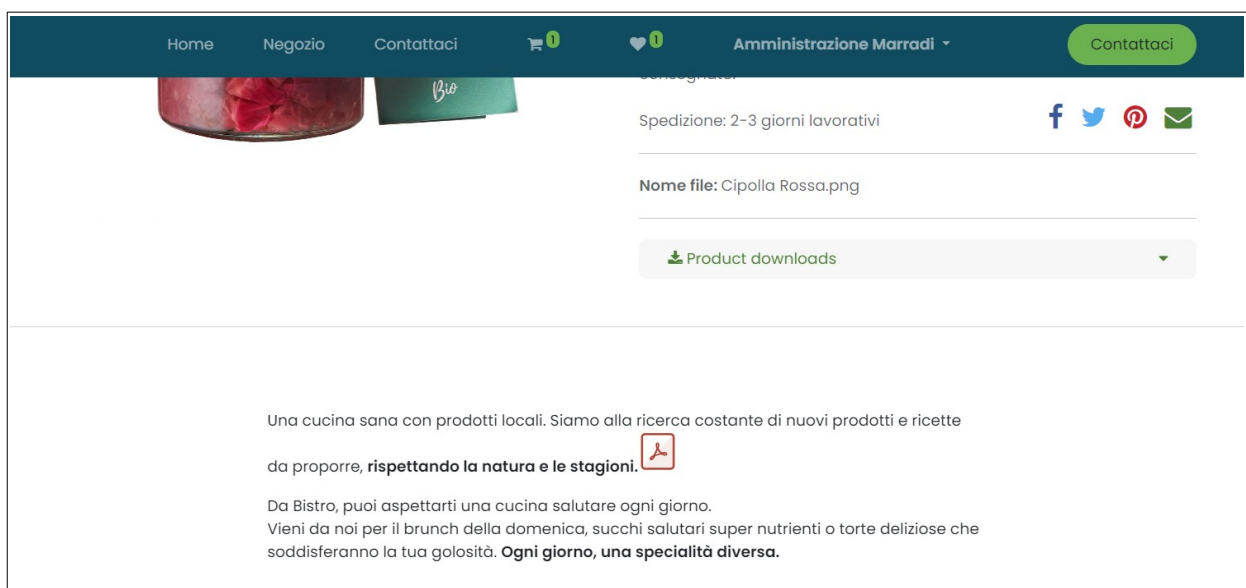 Home Negozio Contattaci 1 1 Amministrazione Marradi Contattaci
Bio
Spedizione: 2-3 giorni lavorativi
Nome file: Cipolla Rossa.png
Product downloads
Una cucina sana con prodotti locali. Siamo alla ricerca costante di nuovi prodotti e ricette
da proporre, rispettando la natura e le stagioni.
Da Bistro, puoi aspettarti una cucina salutare ogni giorno.
Vieni da noi per il brunch della domenica, succhi salutari super nutrienti o torte deliziose che
soddisferanno la tua golosità. Ogni giorno, una specialità diversa.